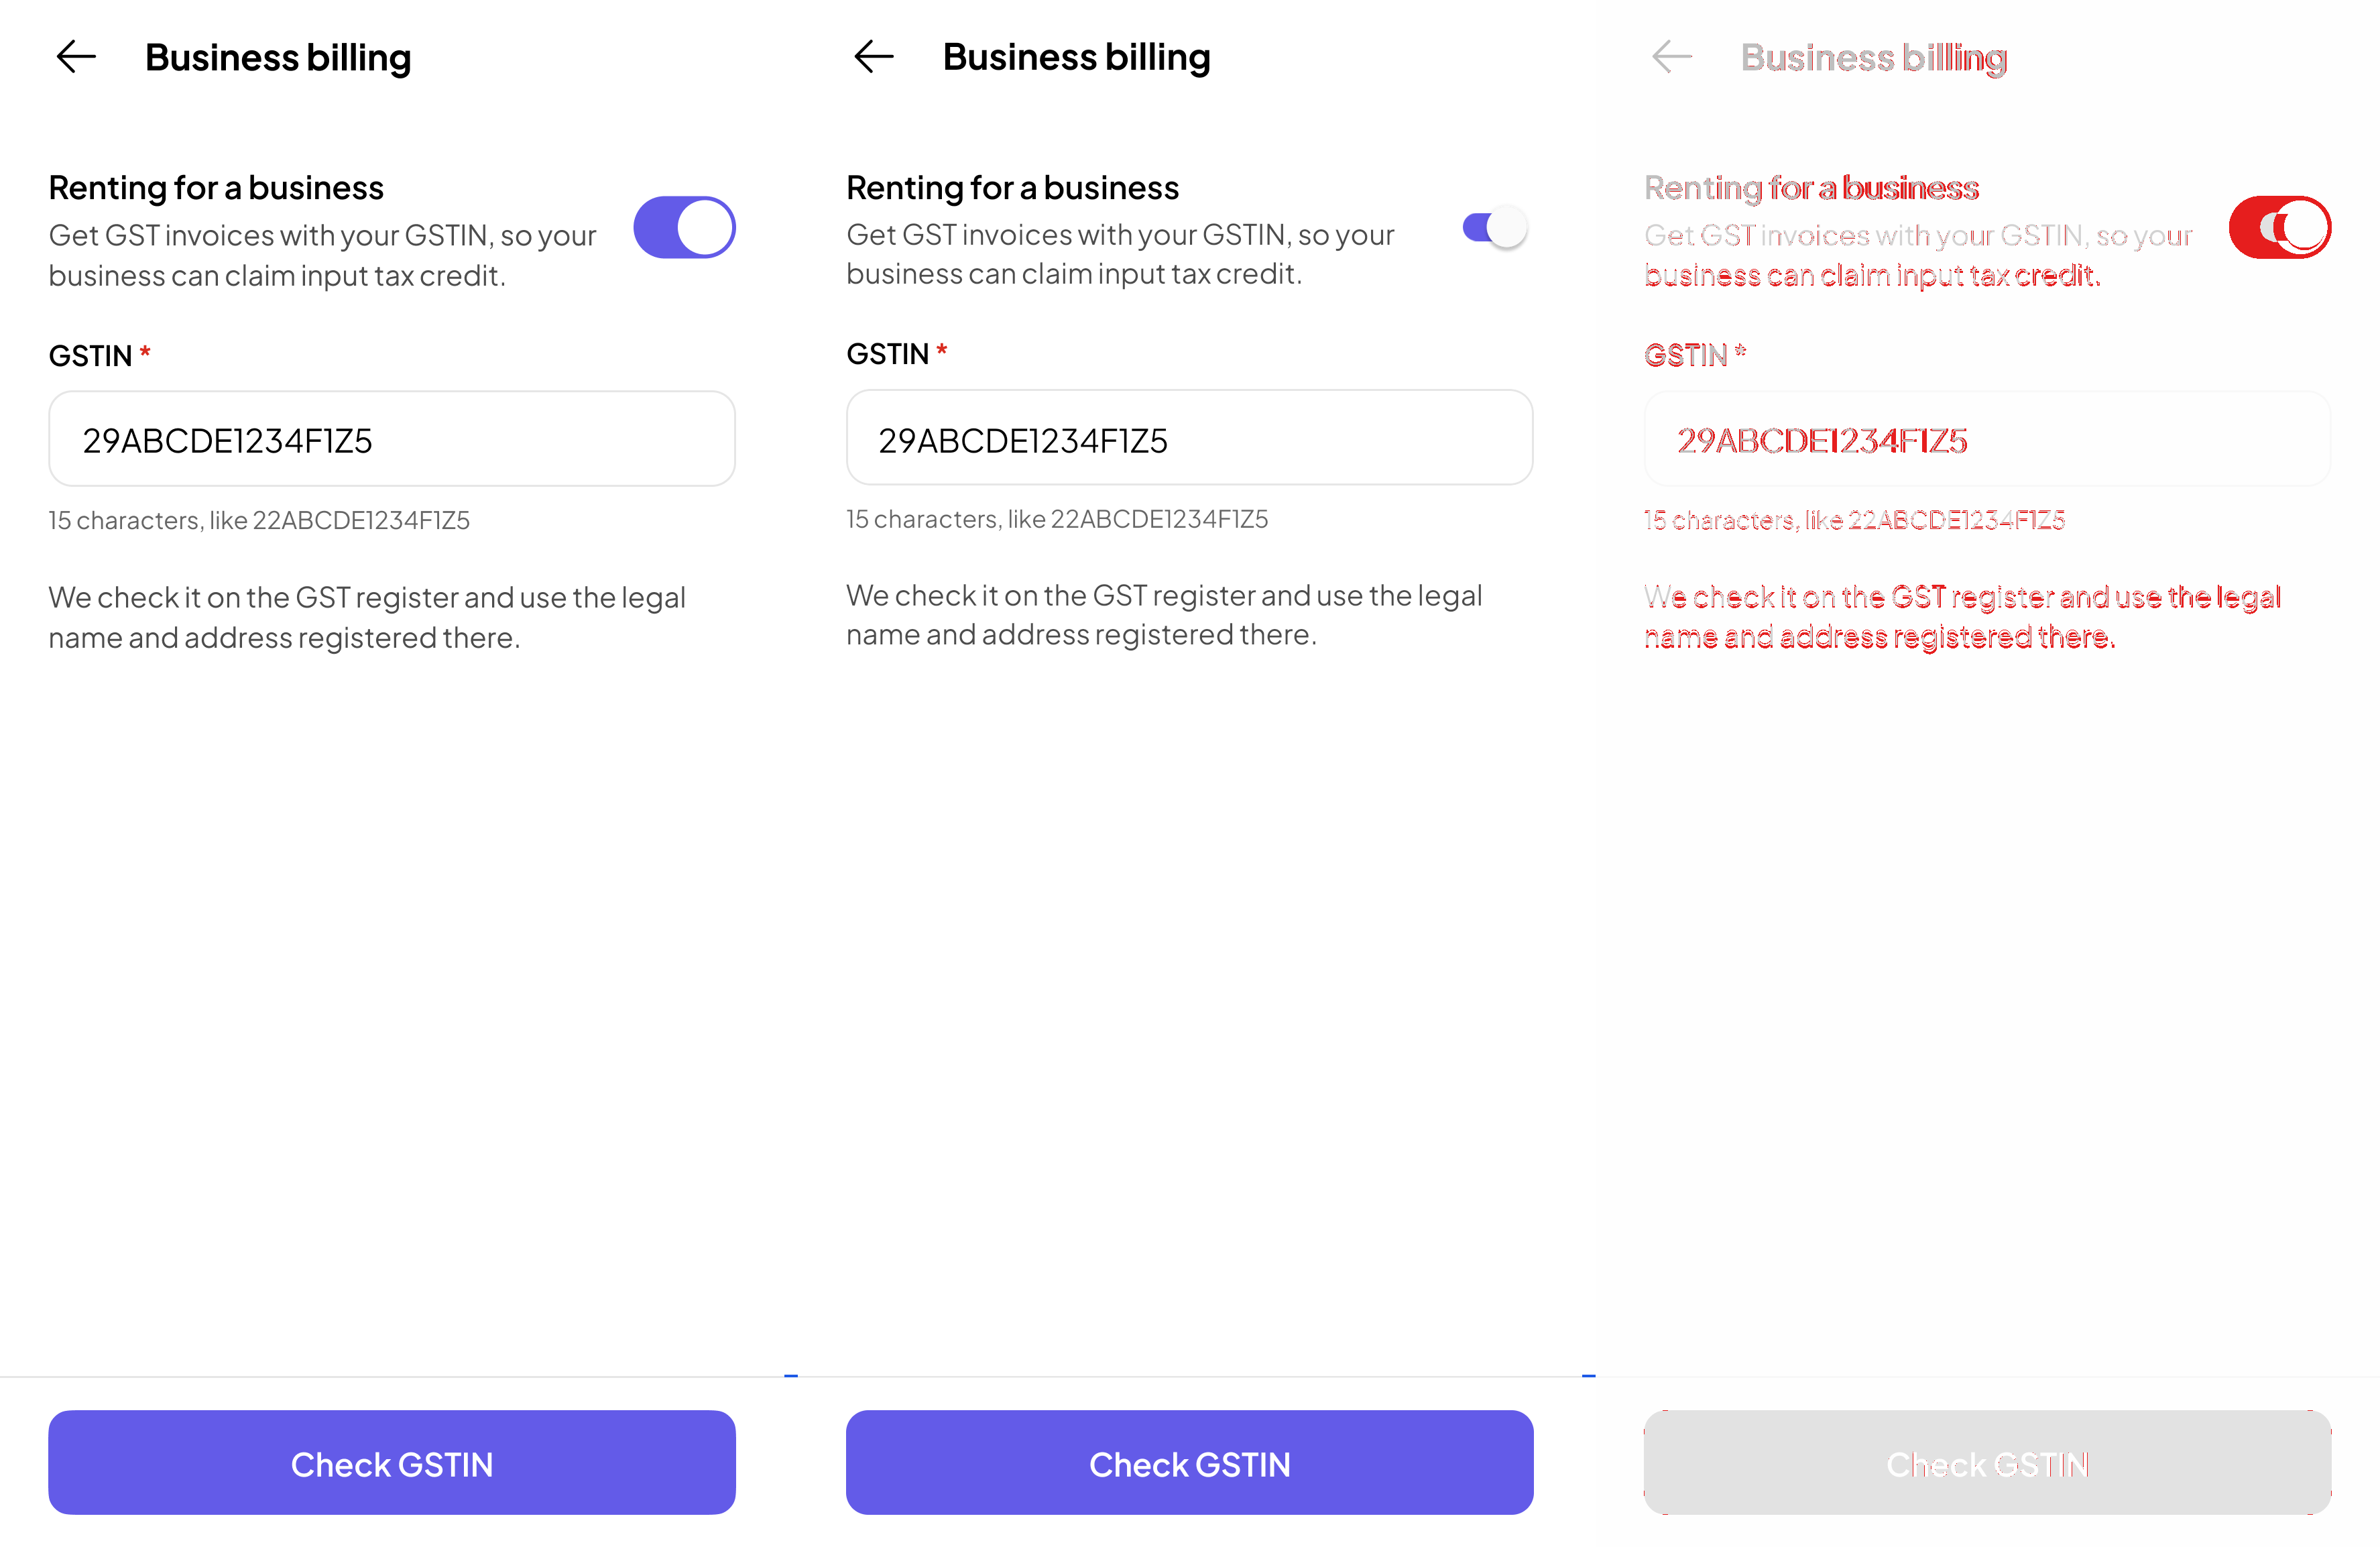 Business billing
Renting for a business
Get GST invoices with your GSTIN, so your
business can claim input tax credit.
GSTIN *
29ABCDE1234F1Z5
15 characters, like 22ABCDE1234F1Z5
We check it on the GST register and use the legal
name and address registered there.
Check GSTIN
Business billing
Renting for a business
Get GST invoices with your GSTIN, so your
business can claim input tax credit.
GSTIN *
29ABCDE1234F1Z5
15 characters, like 22ABCDE1234F1Z5
We check it on the GST register and use the legal
name and address registered there.
Check GSTIN
Business billing
Renting for a business
Get GST invoices with your GSTIN, so your
business can claim input tax credit.
GSTIN *
29ABCDE1234F1Z5
15 characters, like 22ABCDE1234F1Z5
We check it on the GST register and use the legal
name and address registered there.
Check GSTIN